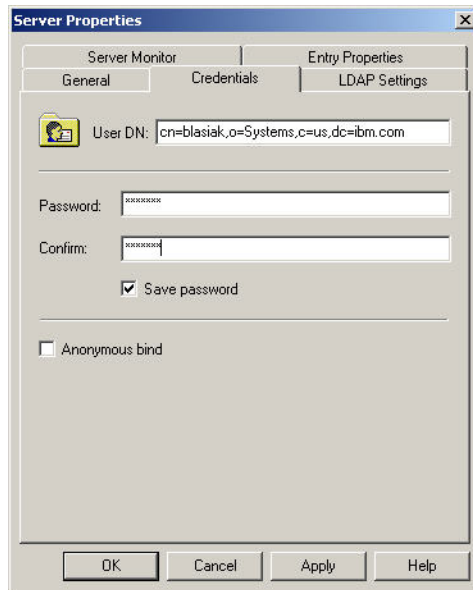 Server Properties
Server Monitor
Entry Properties
General
Credentials
LDAP Settings
User DN: cn=blasiak,o=Systems,c=us,dc=ibm.com
Password: *******
Confirm: *******
Save password
Anonymous bind
OK
Cancel
Apply
Help